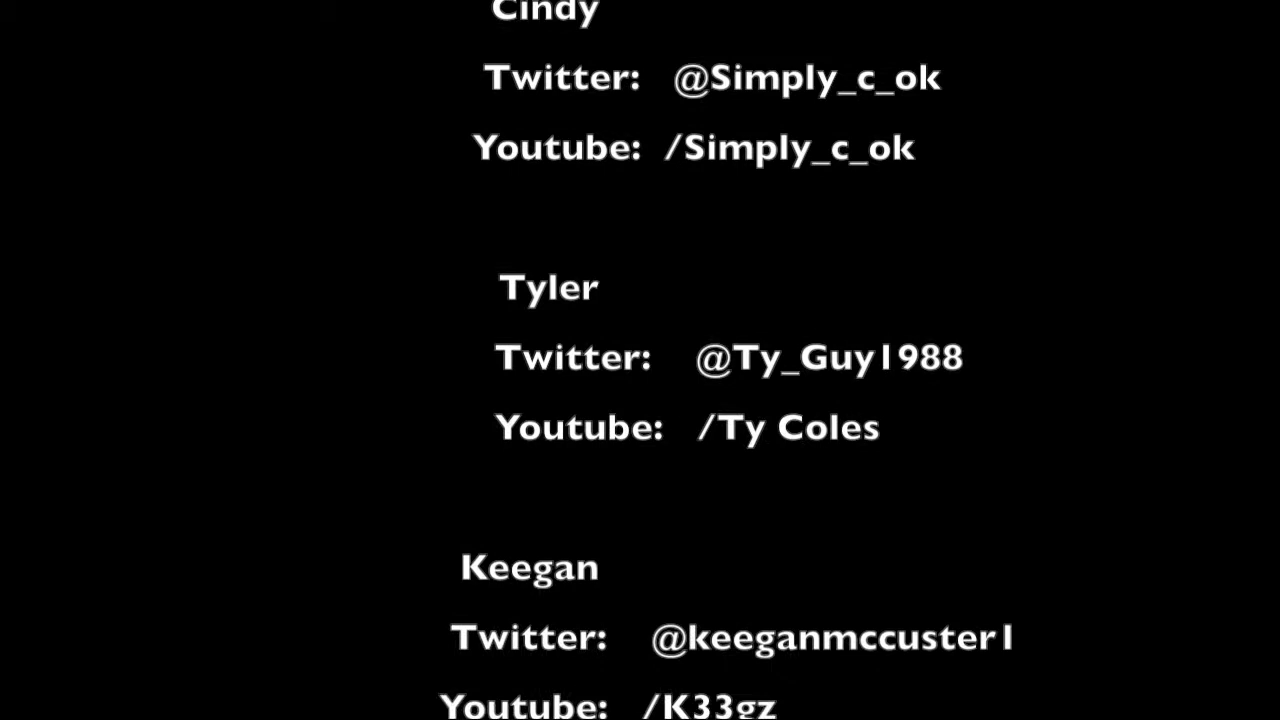 Cindy
Twitter: @Simply_c_ok
Youtube: /Simply_c_ok
Tyler
Twitter: @Ty_Guy1988
Youtube: /Ty Coles
Keegan
Twitter: @keeganmccuster1
Youtube: /K33gz